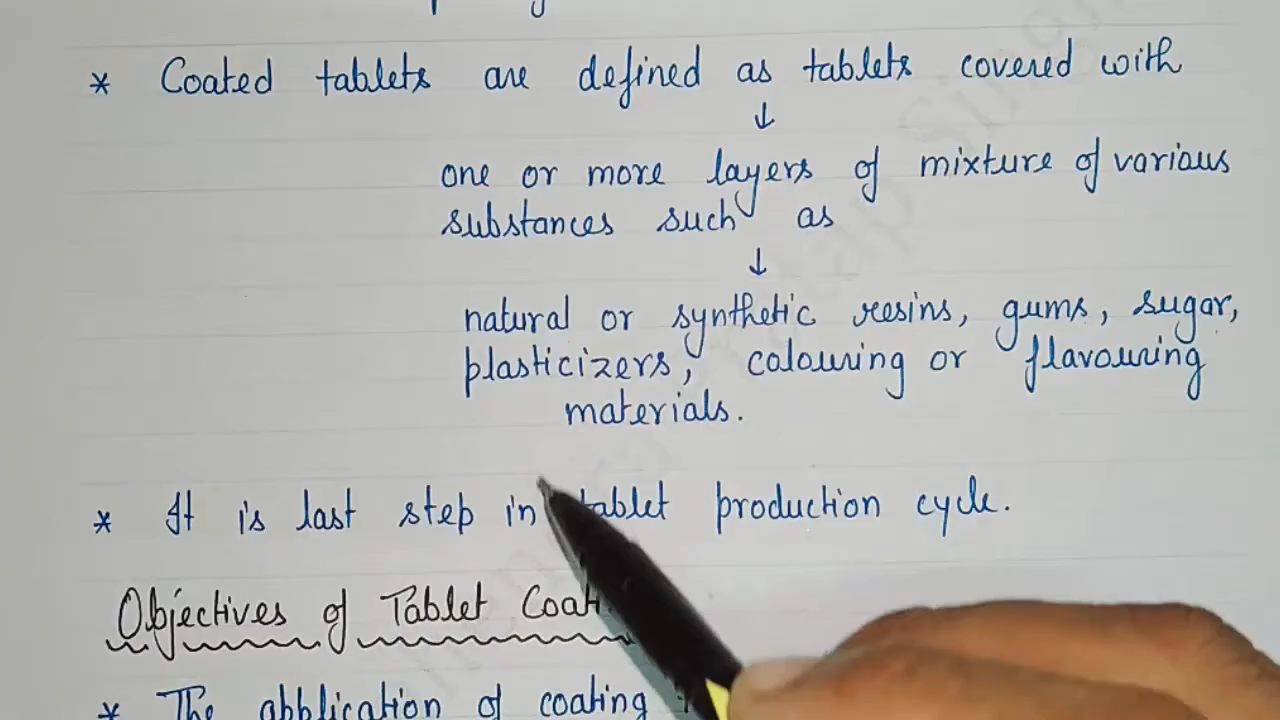 * Coated tablets are defined as tablets covered with
↓
one or more layers of mixture of various
substances such as
↓
natural or synthetic resins, gums, sugar,
plasticizers, colouring or flavouring
materials.
* It is last step in tablet production cycle.
Objectives of Tablet
* The application of coating